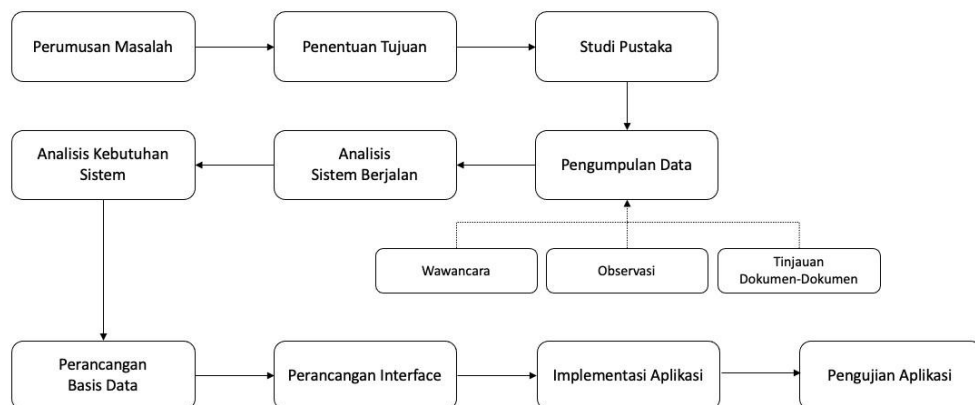 Perumusan Masalah
Penentuan Tujuan
Studi Pustaka
Analisis Kebutuhan
Sistem
Analisis
Sistem Berjalan
Pengumpulan Data
Wawancara
Observasi
Tinjauan
Dokumen-Dokumen
Perancangan
Basis Data
Perancangan Interface
Implementasi Aplikasi
Pengujian Aplikasi